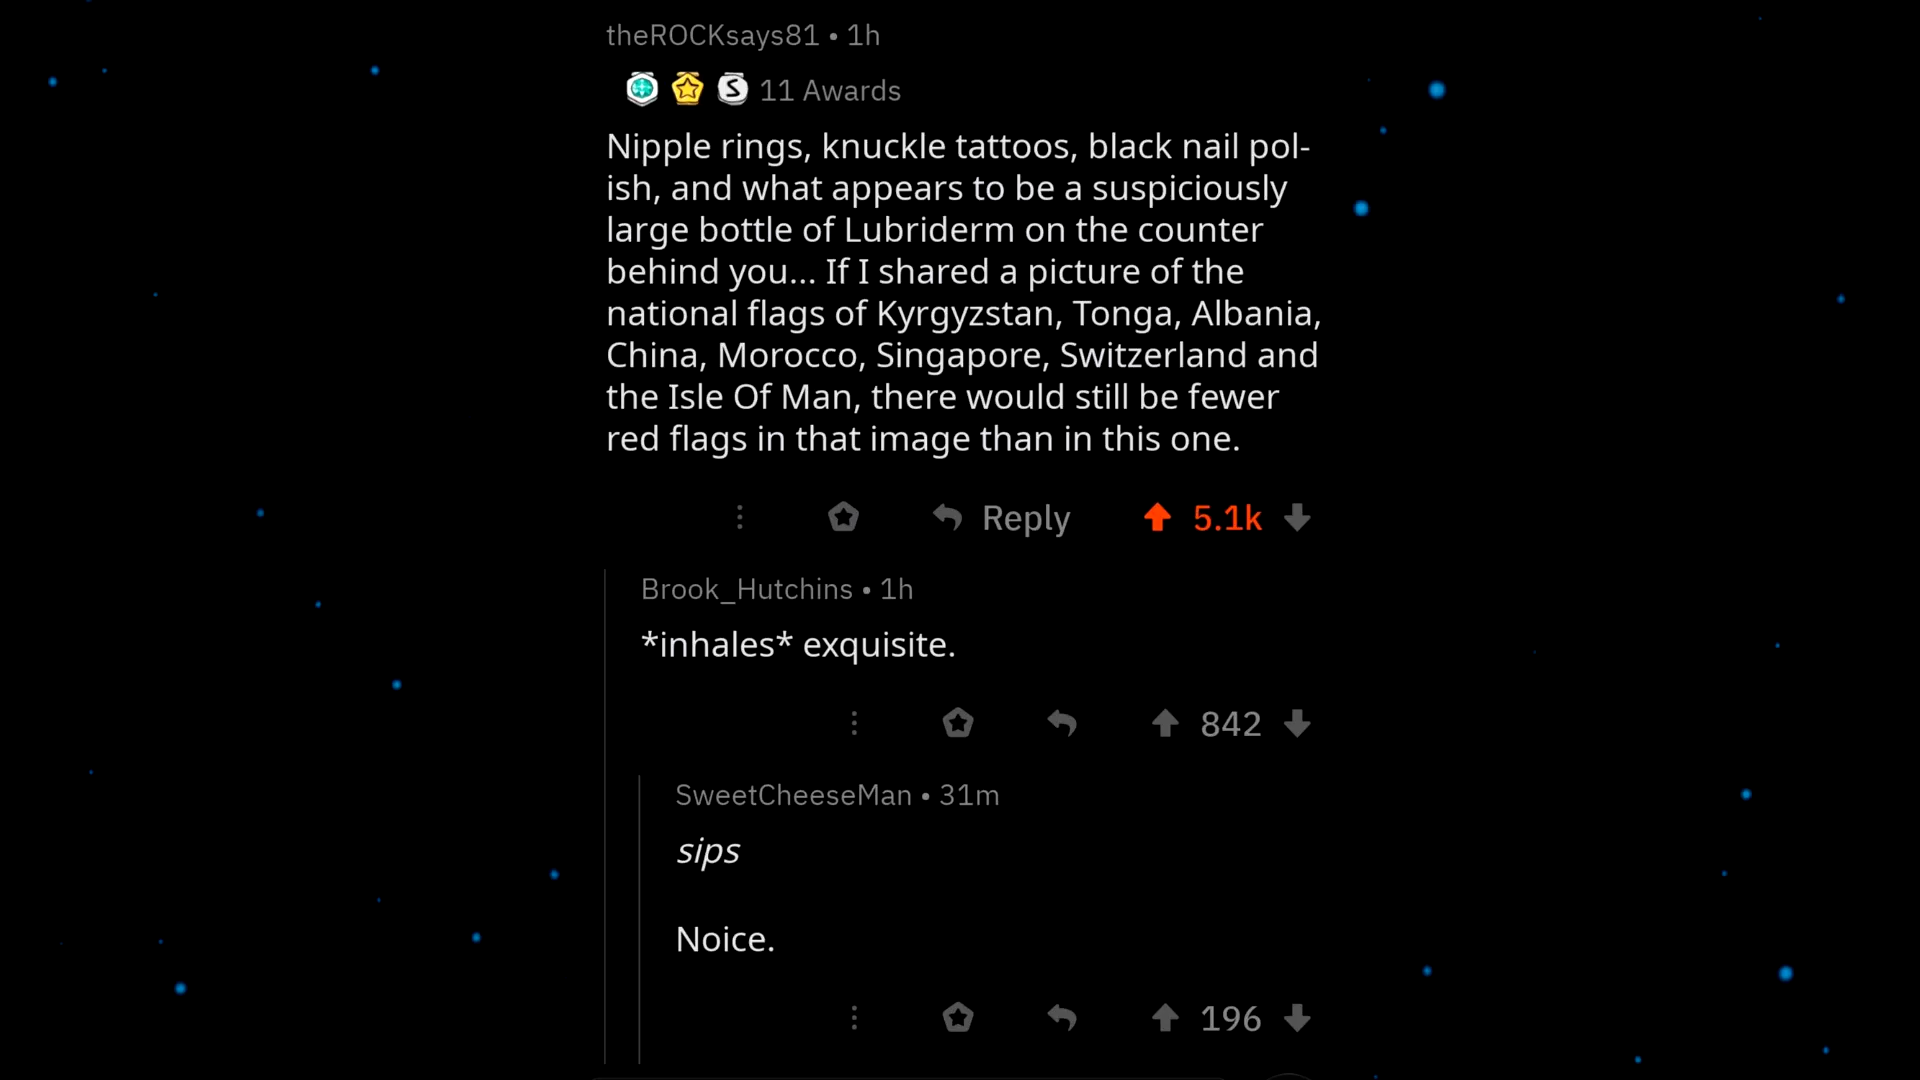 theROCKsays81 • 1h
11 Awards
Nipple rings, knuckle tattoos, black nail pol-
ish, and what appears to be a suspiciously
large bottle of Lubriderm on the counter
behind you... If I shared a picture of the
national flags of Kyrgyzstan, Tonga, Albania,
China, Morocco, Singapore, Switzerland and
the Isle Of Man, there would still be fewer
red flags in that image than in this one.
Reply 5.1k
Brook_Hutchins • 1h
*inhales* exquisite.
842
SweetCheeseMan • 31m
sips
Noice.
196